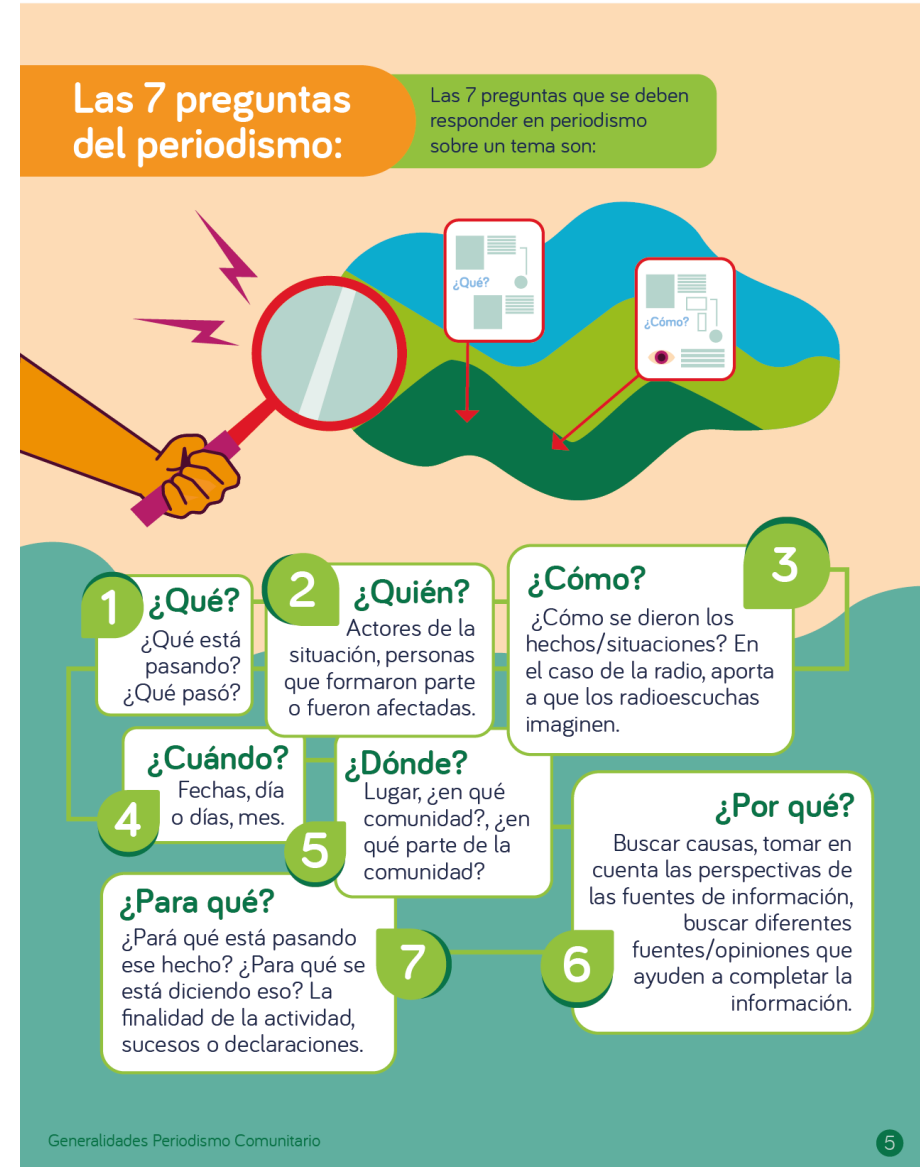 Las 7 preguntas
del periodismo:
Las 7 preguntas que se deben
responder en periodismo
sobre un tema son:
¿Qué?
¿Cómo?
1
¿Qué?
¿Qué está
pasando?
¿Qué pasó?
2
¿Quién?
Actores de la
situación, personas
que formaron parte
o fueron afectadas.
3
¿Cómo?
¿Cómo se dieron los
hechos/situaciones? En
el caso de la radio, aporta
a que los radioescuchas
imaginen.
4
¿Cuándo?
Fechas, día
o días, mes.
5
¿Dónde?
Lugar, ¿en qué
comunidad?, ¿en
qué parte de la
comunidad?
6
¿Por qué?
Buscar causas, tomar en
cuenta las perspectivas de
las fuentes de información,
buscar diferentes
fuentes/opiniones que
ayuden a completar la
información.
7
¿Para qué?
¿Pará qué está pasando
ese hecho? ¿Para qué se
está diciendo eso? La
finalidad de la actividad,
sucesos o declaraciones.
Generalidades Periodismo Comunitario
5